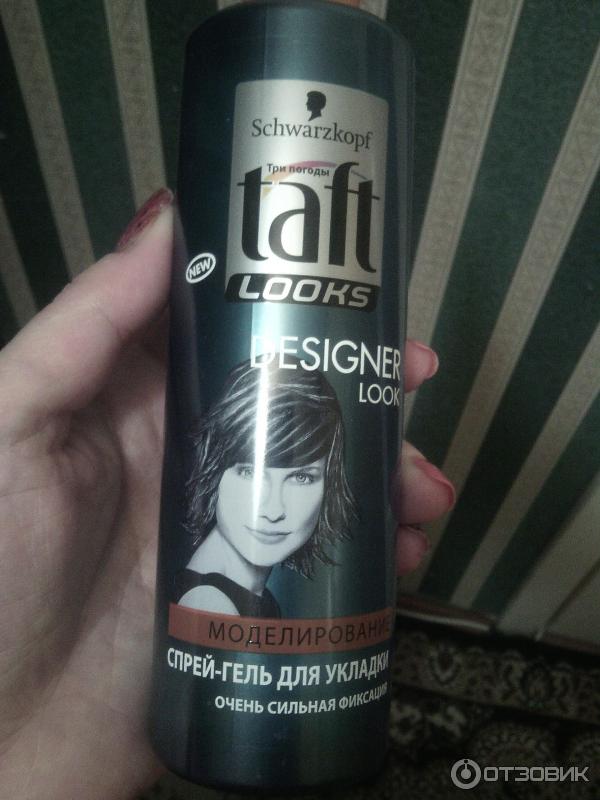 Schwarzkopf
Три погоды
taft
LOOKS
NEW
DESIGNER
LOOK
МОДЕЛИРОВАНИЕ
СПРЕЙ-ГЕЛЬ ДЛЯ УКЛАДКИ
ОЧЕНЬ СИЛЬНАЯ ФИКСАЦИЯ
ОТЗОВИК